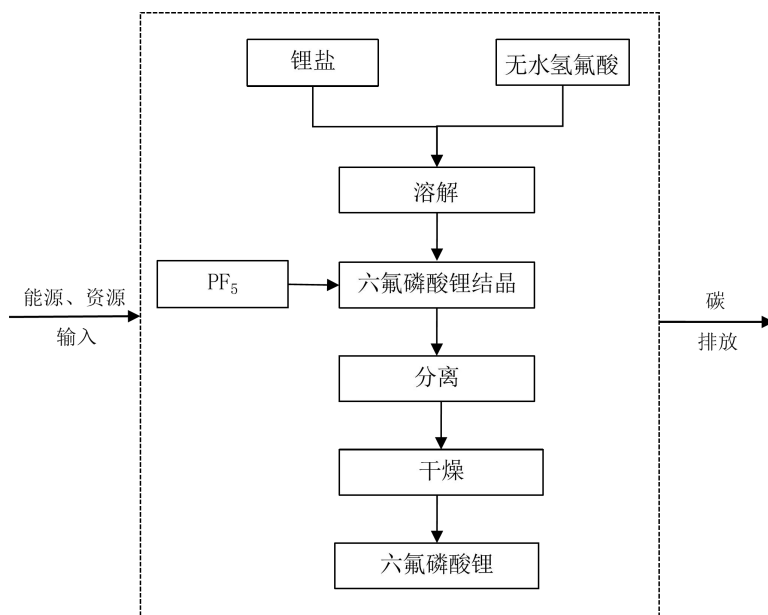 锂盐
无水氢氟酸
溶解
PF₅
六氟磷酸锂结晶
能源、资源
输入
碳
排放
分离
干燥
六氟磷酸锂